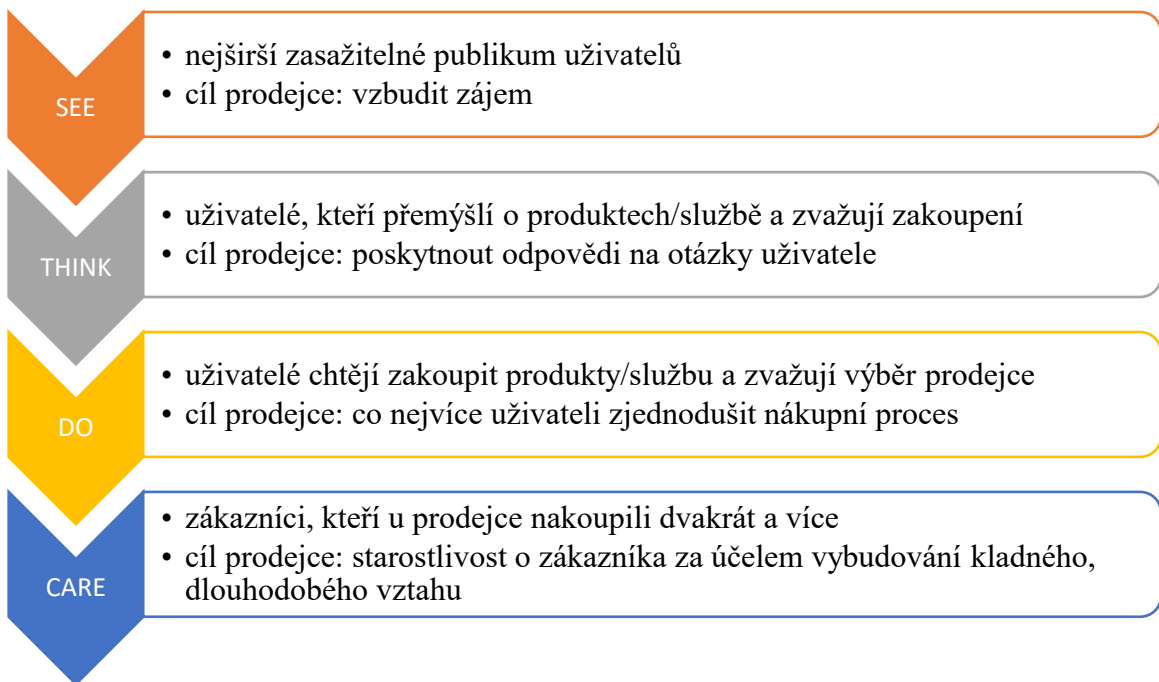 SEE
• nejširší zasažitelné publikum uživatelů
• cíl prodejce: vzbudit zájem
THINK
• uživatelé, kteří přemýšlí o produktech/službě a zvažují zakoupení
• cíl prodejce: poskytnout odpovědi na otázky uživatele
DO
• uživatelé chtějí zakoupit produkty/službu a zvažují výběr prodejce
• cíl prodejce: co nejvíce uživateli zjednodušit nákupní proces
CARE
• zákazníci, kteří u prodejce nakoupili dvakrát a více
• cíl prodejce: starostlivost o zákazníka za účelem vybudování kladného,
dlouhodobého vztahu